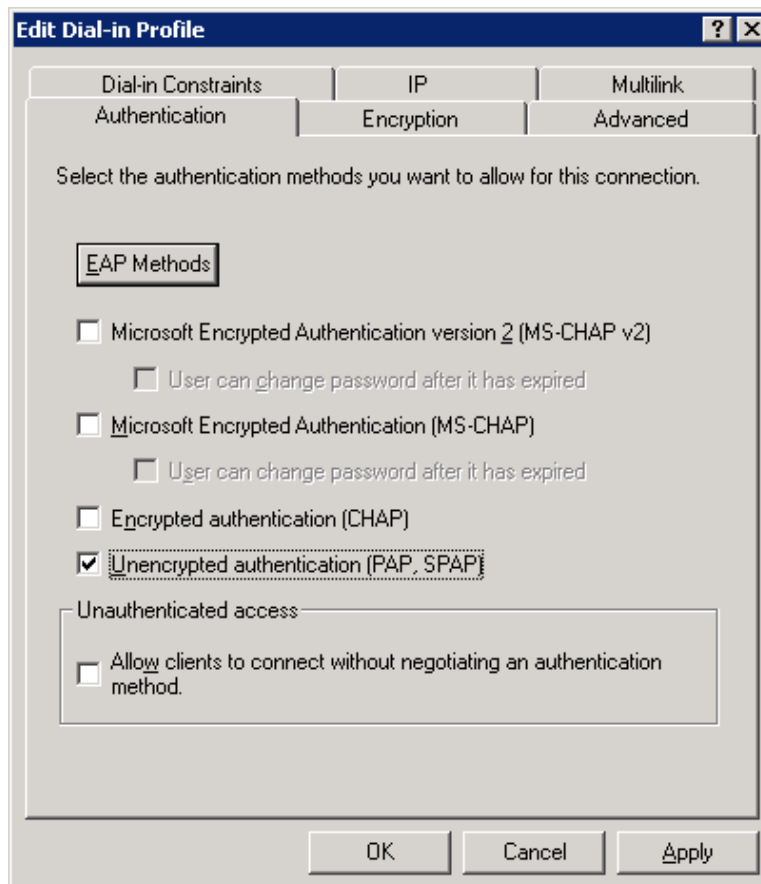 Edit Dial-in Profile
Dial-in Constraints IP Multilink
Authentication Encryption Advanced
Select the authentication methods you want to allow for this connection.
EAP Methods
Microsoft Encrypted Authentication version 2 (MS-CHAP v2)
User can change password after it has expired
Microsoft Encrypted Authentication (MS-CHAP)
User can change password after it has expired
Encrypted authentication (CHAP)
Unencrypted authentication (PAP, SPAP)
Unauthenticated access
Allow clients to connect without negotiating an authentication
method.
OK Cancel Apply